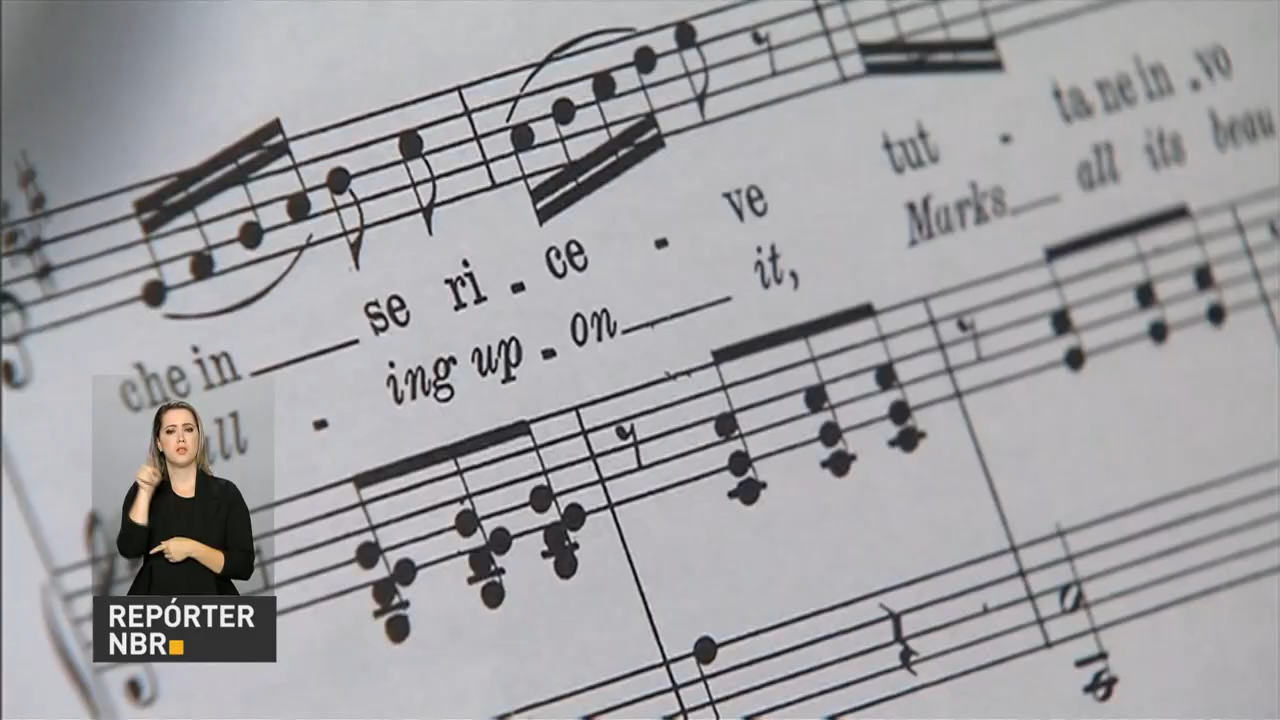 che in se ri - ce - ve tut - ta ne in . vo
all - ing up - on it, Marks all its beau
REPÓRTER
NBR